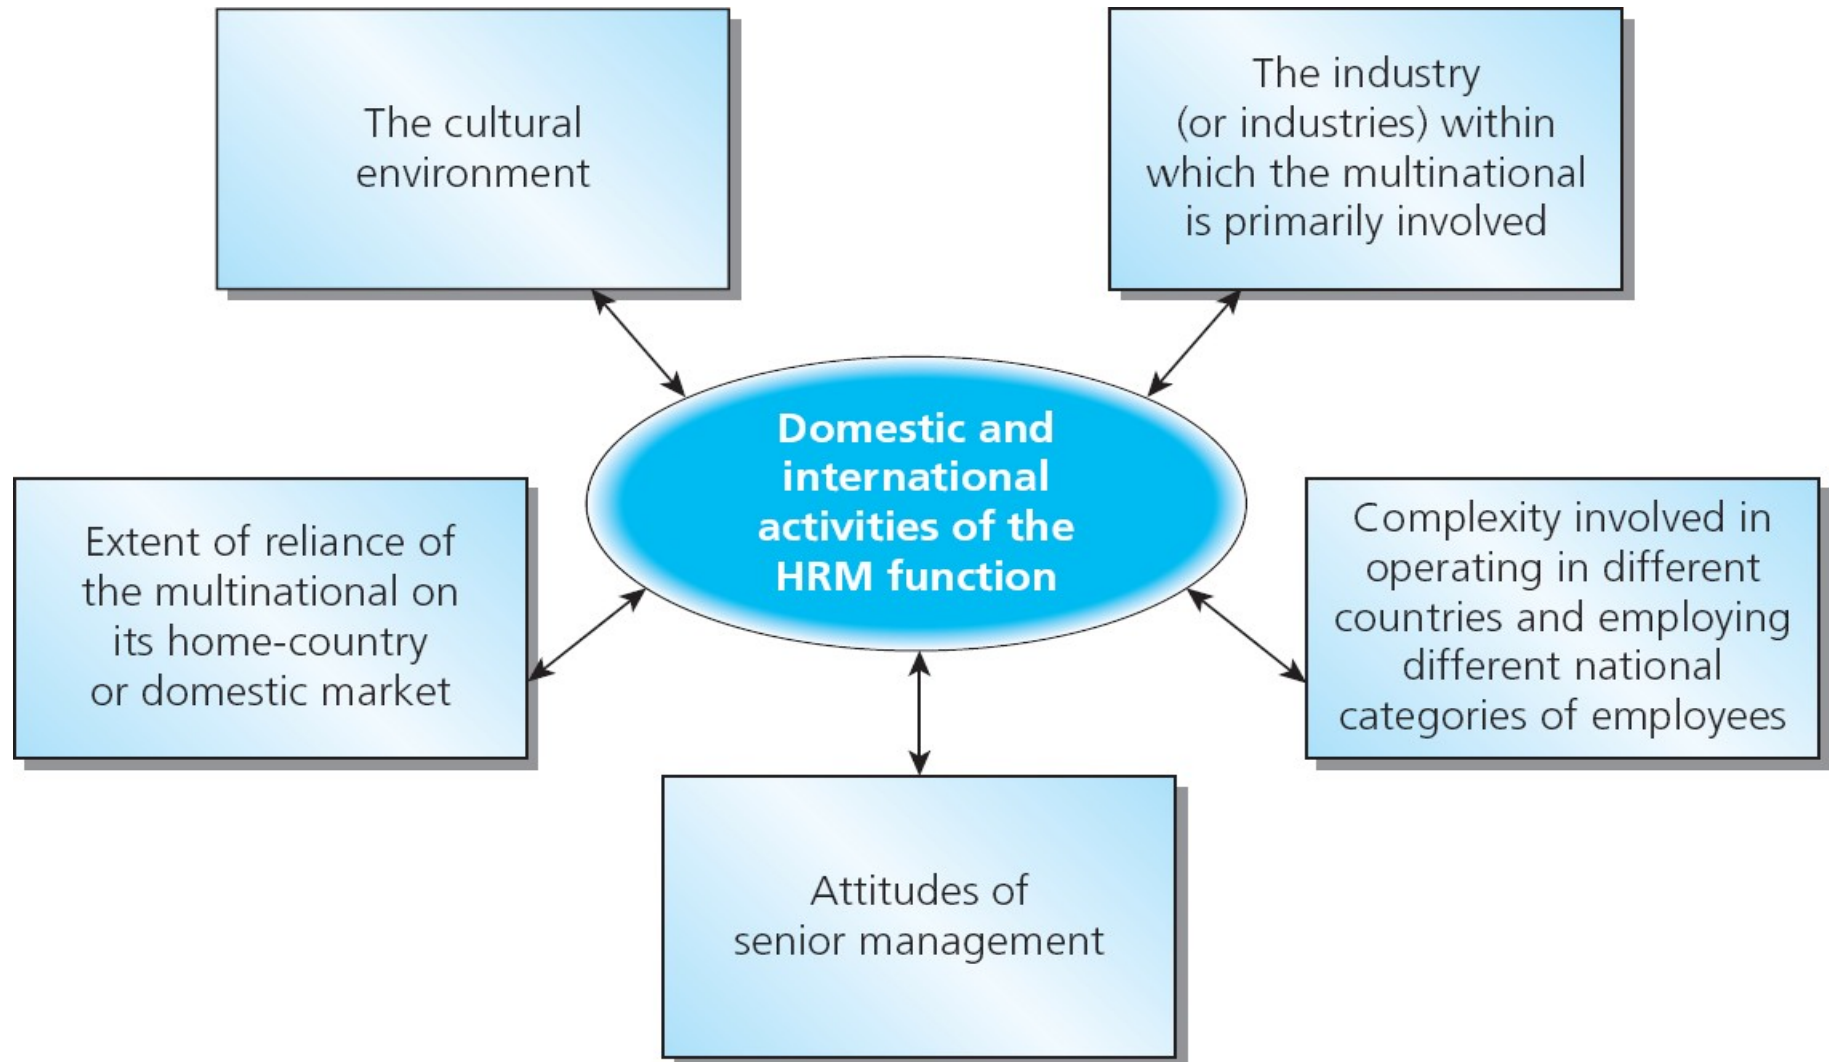 The cultural
environment
The industry
(or industries) within
which the multinational
is primarily involved
Domestic and
international
activities of the
HRM function
Extent of reliance of
the multinational on
its home-country
or domestic market
Complexity involved in
operating in different
countries and employing
different national
categories of employees
Attitudes of
senior management